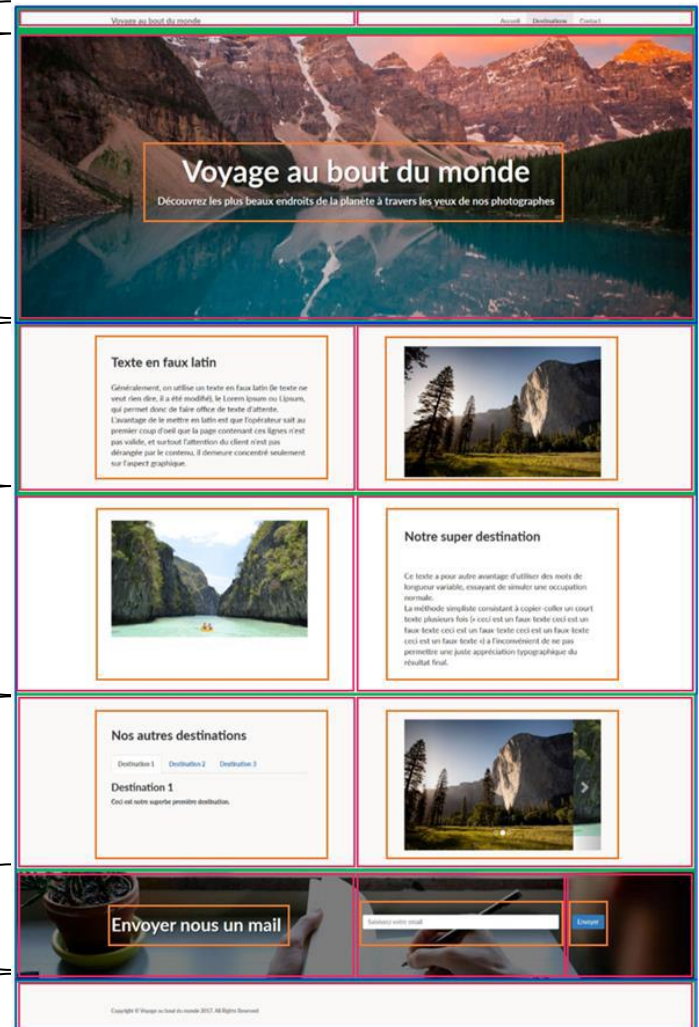 Voyage au bout du monde
Accueil Destinations Contact
Voyage au bout du monde
Découvrez les plus beaux endroits de la planète à travers les yeux de nos photographes
Texte en faux latin
Généralement, on utilise un texte en faux latin (le texte ne
veut rien dire, il a été modifié), le Lorem ipsum ou Lipsum,
qui permet donc de faire office de texte d'attente.
L'avantage de le mettre en latin est que l'opérateur sait au
premier coup d'oeil que la page contenant ces lignes n'est
pas valide, et surtout l'attention du client n'est pas
dérangée par le contenu, il demeure concentré seulement
sur l'aspect graphique.
Notre super destination
Ce texte a pour autre avantage d'utiliser des mots de
longueur variable, essayant de simuler une occupation
normale.
La méthode simpliste consistant à copier-coller un court
texte plusieurs fois (« ceci est un faux texte ceci est un
faux texte ceci est un faux texte ceci est un faux texte
ceci est un faux texte ») a l'inconvénient de ne pas
permettre une juste appréciation typographique du
résultat final.
Nos autres destinations
Destination 1 Destination 2 Destination 3
Destination 1
Ceci est notre superbe première destination.
Envoyer nous un mail
Saisissez votre email
Envoyer
Copyright © Voyage au bout du monde 2017. All Rights Reserved